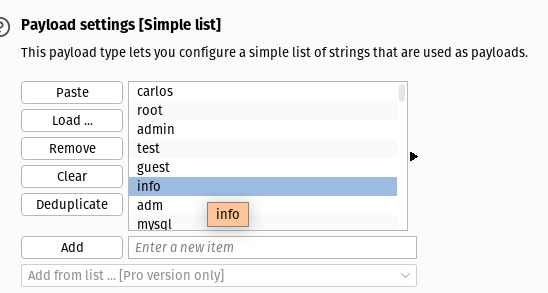 ?
Payload settings [Simple list]
This payload type lets you configure a simple list of strings that are used as payloads.
Paste
Load ...
Remove
Clear
Deduplicate
carlos
root
admin
test
guest
info
adm
mysql
info
Add
Enter a new item
Add from list ... [Pro version only]